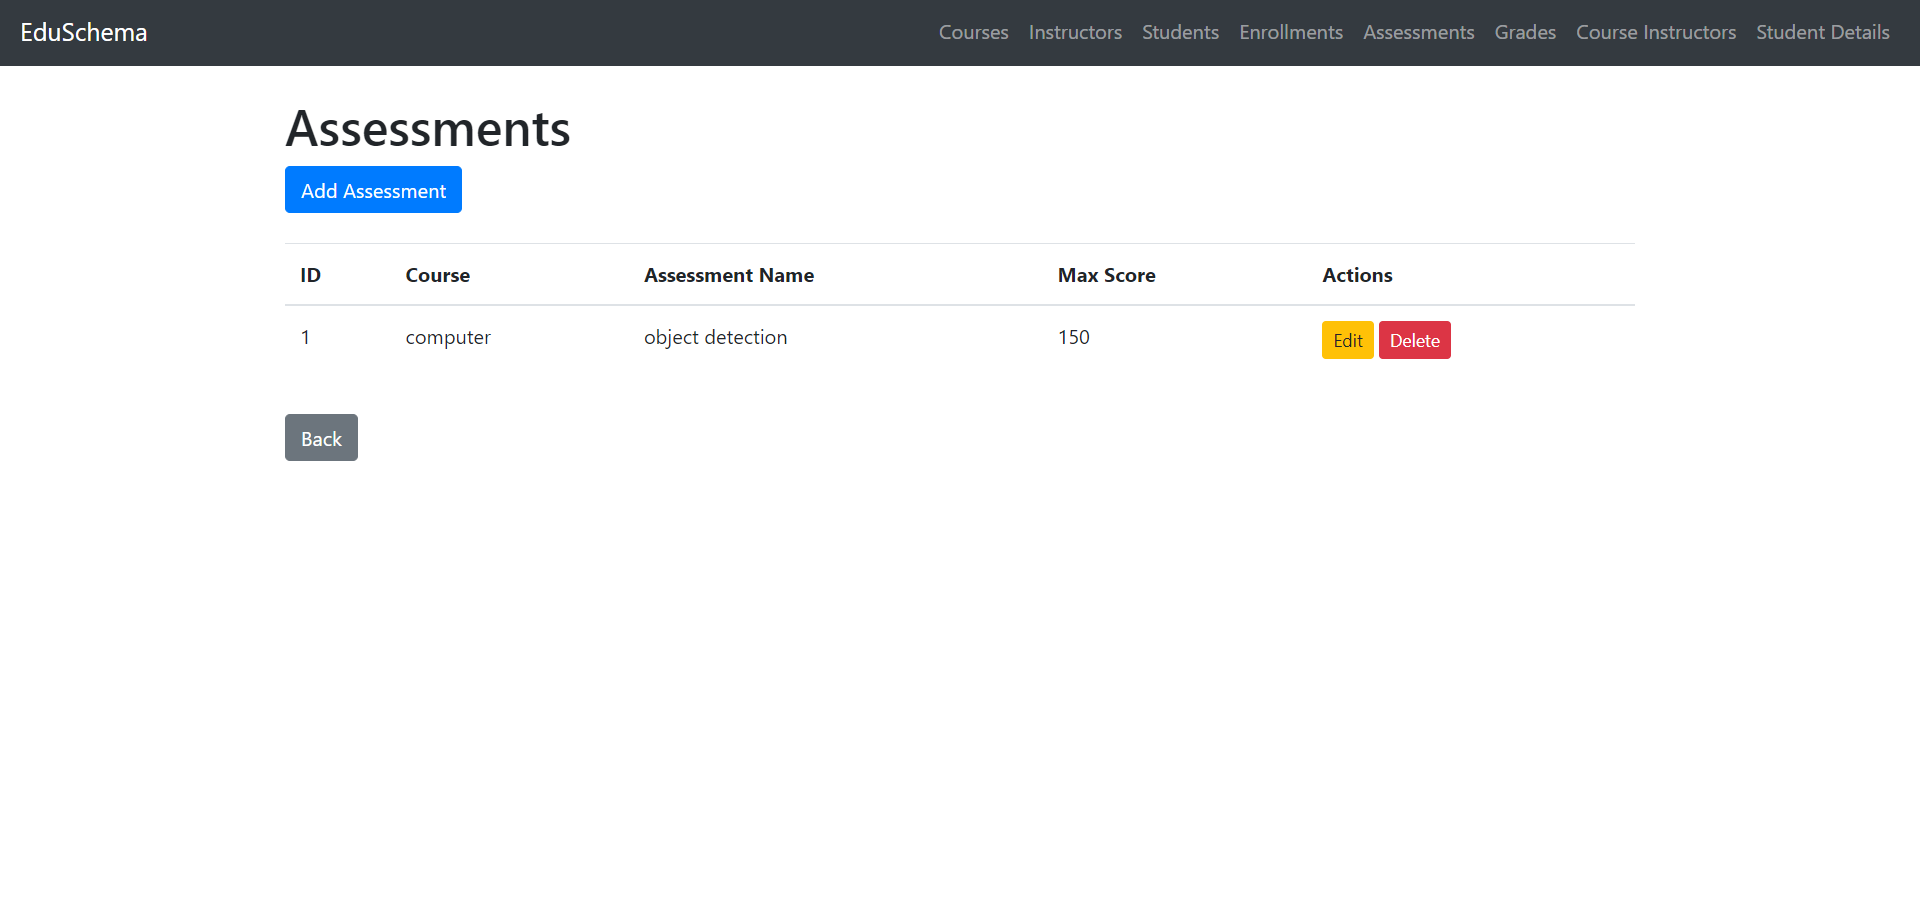 EduSchema Courses Instructors Students Enrollments Assessments Grades Course Instructors Student Details
Assessments
Add Assessment
ID Course Assessment Name Max Score Actions
1 computer object detection 150 Edit Delete
Back